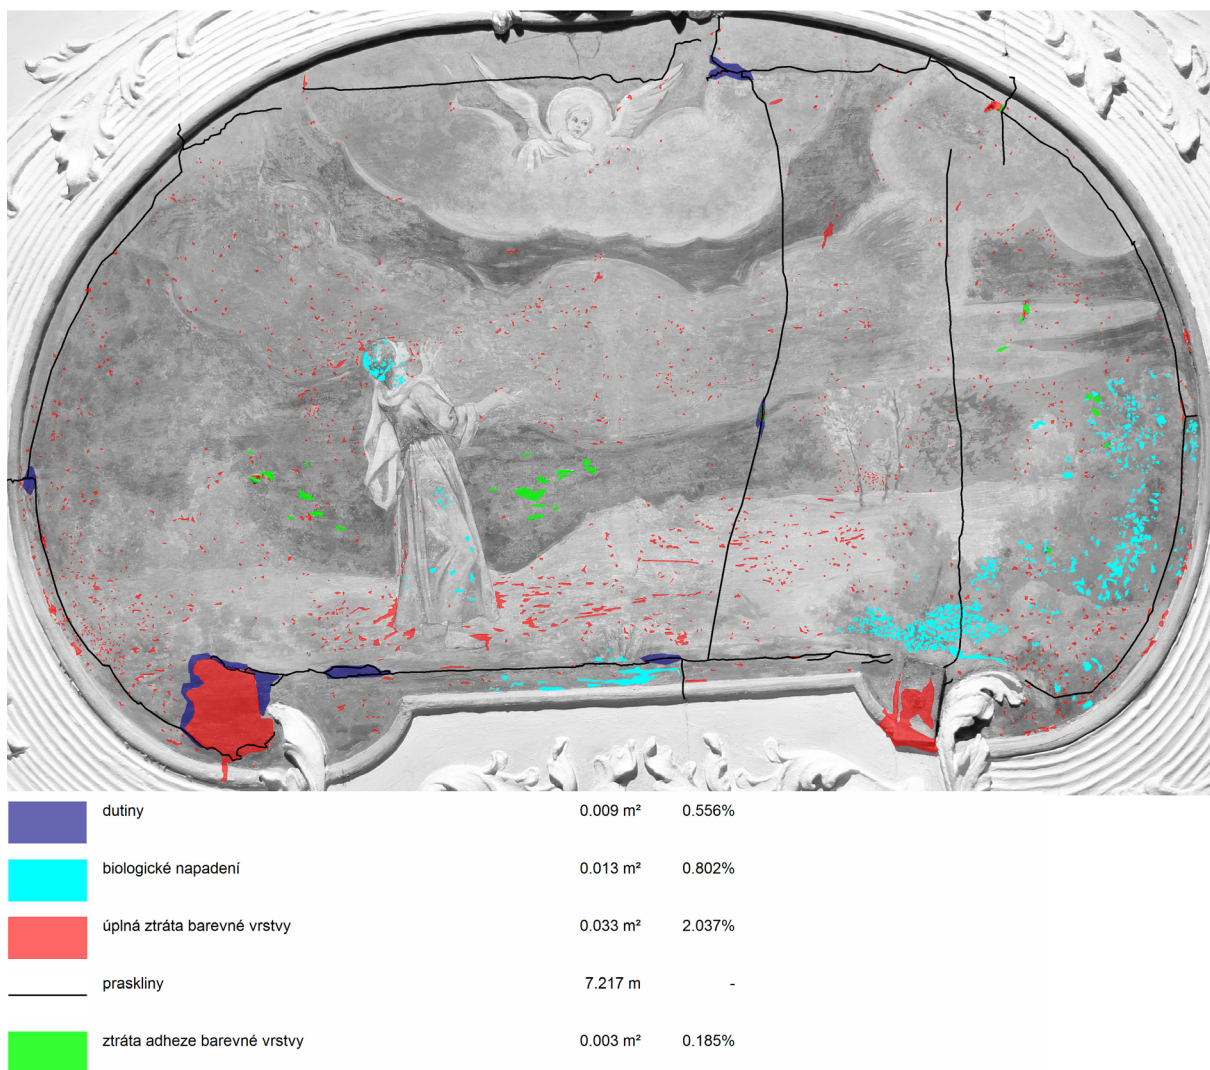 dutiny 0.009 m² 0.556%
biologické napadení 0.013 m² 0.802%
úplná ztráta barevné vrstvy 0.033 m² 2.037%
praskliny 7.217 m -
ztráta adheze barevné vrstvy 0.003 m² 0.185%